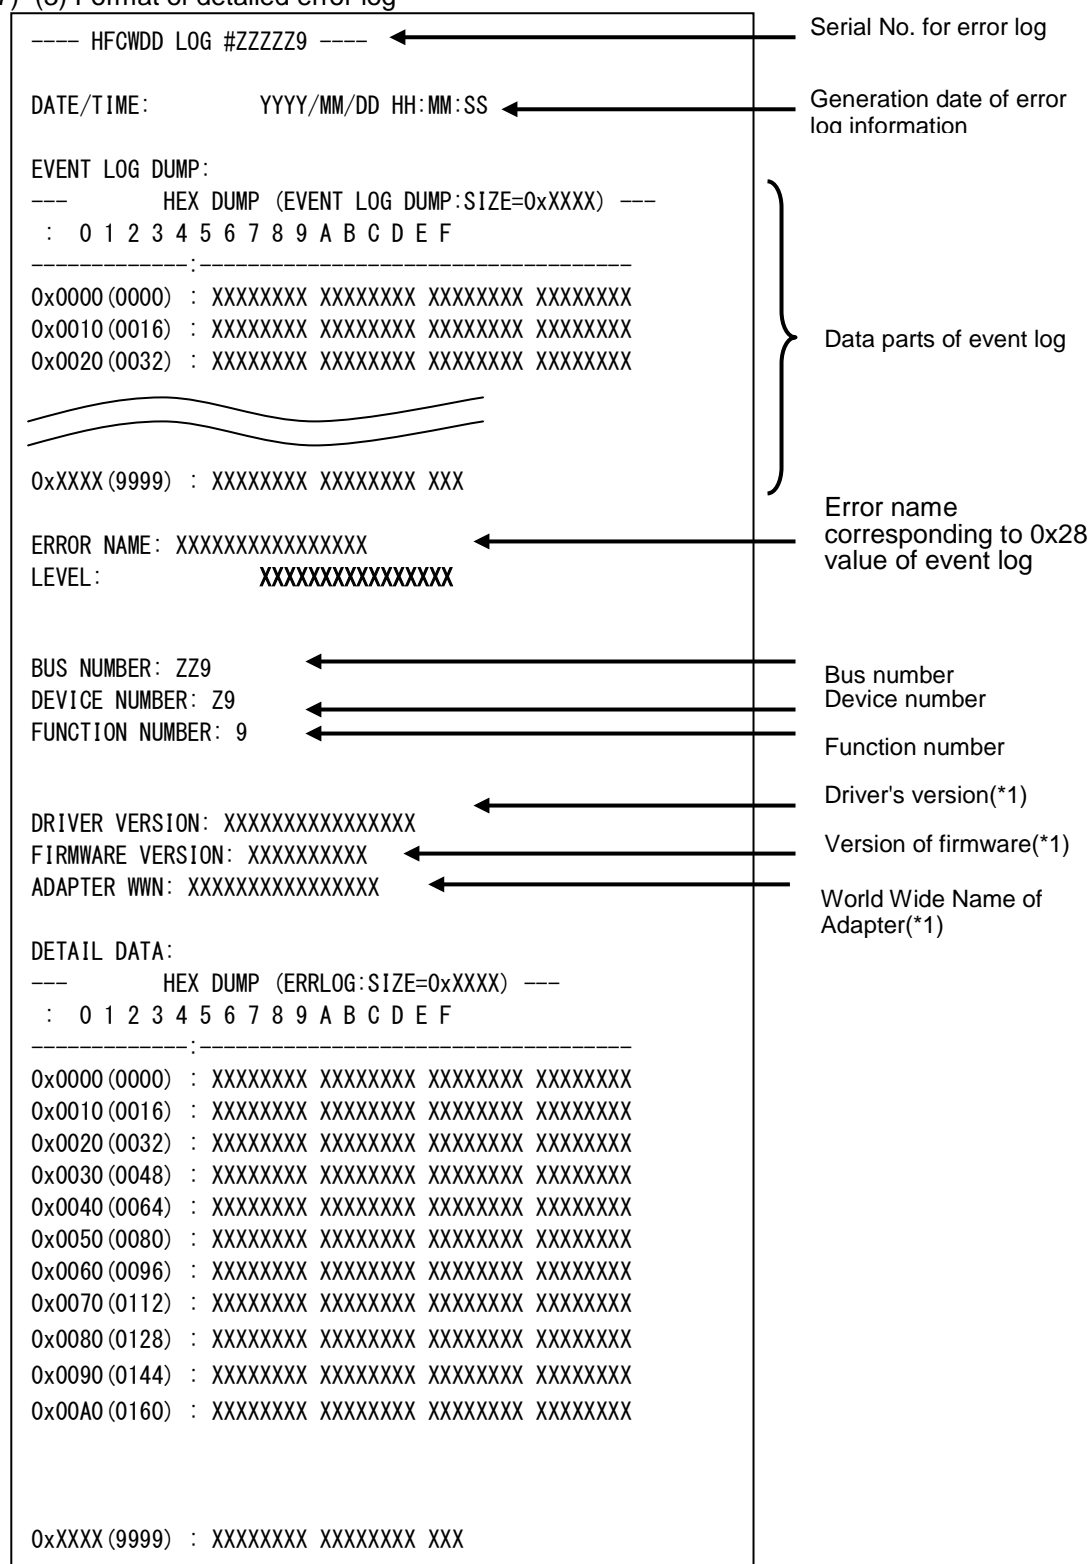 7) (3) Format of detailed error log
---- HFCWDD LOG #ZZZZZ9 ----
Serial No. for error log
DATE/TIME: YYYY/MM/DD HH:MM:SS
Generation date of error
log information
EVENT LOG DUMP:
--- HEX DUMP (EVENT LOG DUMP:SIZE=0xXXXX) ---
: 0 1 2 3 4 5 6 7 8 9 A B C D E F
-------------:------------------------------------
0x0000(0000) : XXXXXXXX XXXXXXXX XXXXXXXX XXXXXXXX
0x0010(0016) : XXXXXXXX XXXXXXXX XXXXXXXX XXXXXXXX
0x0020(0032) : XXXXXXXX XXXXXXXX XXXXXXXX XXXXXXXX
Data parts of event log
0xXXXX(9999) : XXXXXXXX XXXXXXXX XXX
ERROR NAME: XXXXXXXXXXXXXXXX
Error name
corresponding to 0x28
value of event log
LEVEL: XXXXXXXXXXXXXXXX
BUS NUMBER: ZZ9
Bus number
DEVICE NUMBER: Z9
Device number
FUNCTION NUMBER: 9
Function number
DRIVER VERSION: XXXXXXXXXXXXXXXX
Driver's version(*1)
FIRMWARE VERSION: XXXXXXXXXX
Version of firmware(*1)
ADAPTER WWN: XXXXXXXXXXXXXXXX
World Wide Name of
Adapter(*1)
DETAIL DATA:
--- HEX DUMP (ERRLOG:SIZE=0xXXXX) ---
: 0 1 2 3 4 5 6 7 8 9 A B C D E F
-------------:------------------------------------
0x0000(0000) : XXXXXXXX XXXXXXXX XXXXXXXX XXXXXXXX
0x0010(0016) : XXXXXXXX XXXXXXXX XXXXXXXX XXXXXXXX
0x0020(0032) : XXXXXXXX XXXXXXXX XXXXXXXX XXXXXXXX
0x0030(0048) : XXXXXXXX XXXXXXXX XXXXXXXX XXXXXXXX
0x0040(0064) : XXXXXXXX XXXXXXXX XXXXXXXX XXXXXXXX
0x0050(0080) : XXXXXXXX XXXXXXXX XXXXXXXX XXXXXXXX
0x0060(0096) : XXXXXXXX XXXXXXXX XXXXXXXX XXXXXXXX
0x0070(0112) : XXXXXXXX XXXXXXXX XXXXXXXX XXXXXXXX
0x0080(0128) : XXXXXXXX XXXXXXXX XXXXXXXX XXXXXXXX
0x0090(0144) : XXXXXXXX XXXXXXXX XXXXXXXX XXXXXXXX
0x00A0(0160) : XXXXXXXX XXXXXXXX XXXXXXXX XXXXXXXX
0xXXXX(9999) : XXXXXXXX XXXXXXXX XXX